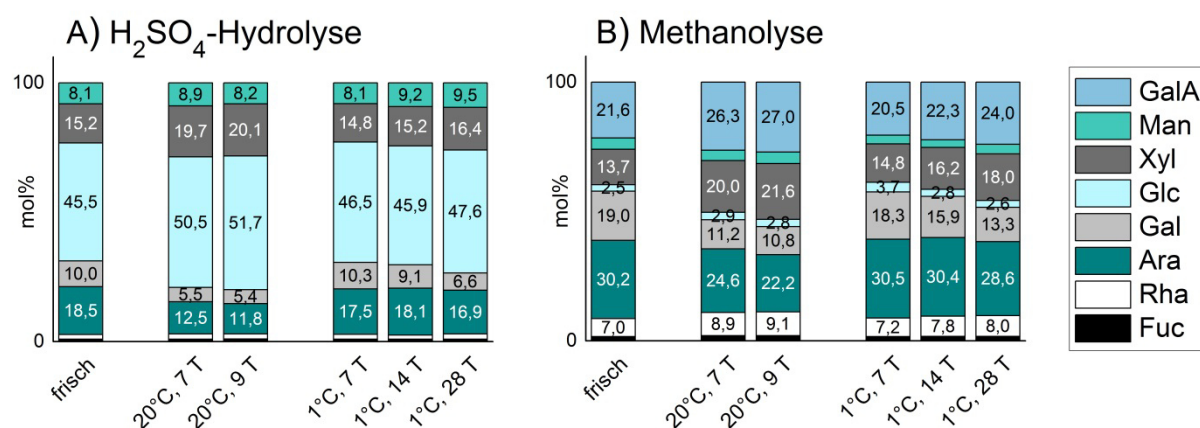 A) H₂SO₄-Hydrolyse
100
mol%
0
8,1 8,9 8,2 8,1 9,2 9,5
15,2 19,7 20,1 14,8 15,2 16,4
45,5 50,5 51,7 46,5 45,9 47,6
10,0 5,5 5,4 10,3 9,1 6,6
18,5 12,5 11,8 17,5 18,1 16,9
frisch 20°C, 7 T 20°C, 9 T 1°C, 7 T 1°C, 14 T 1°C, 28 T
B) Methanolyse
100
mol%
0
21,6 26,3 27,0 20,5 22,3 24,0
13,7 20,0 21,6 14,8 16,2 18,0
2,5 2,9 2,8 3,7 2,8 2,6
19,0 11,2 10,8 18,3 15,9 13,3
30,2 24,6 22,2 30,5 30,4 28,6
7,0 8,9 9,1 7,2 7,8 8,0
frisch 20°C, 7 T 20°C, 9 T 1°C, 7 T 1°C, 14 T 1°C, 28 T
GalA
Man
Xyl
Glc
Gal
Ara
Rha
Fuc